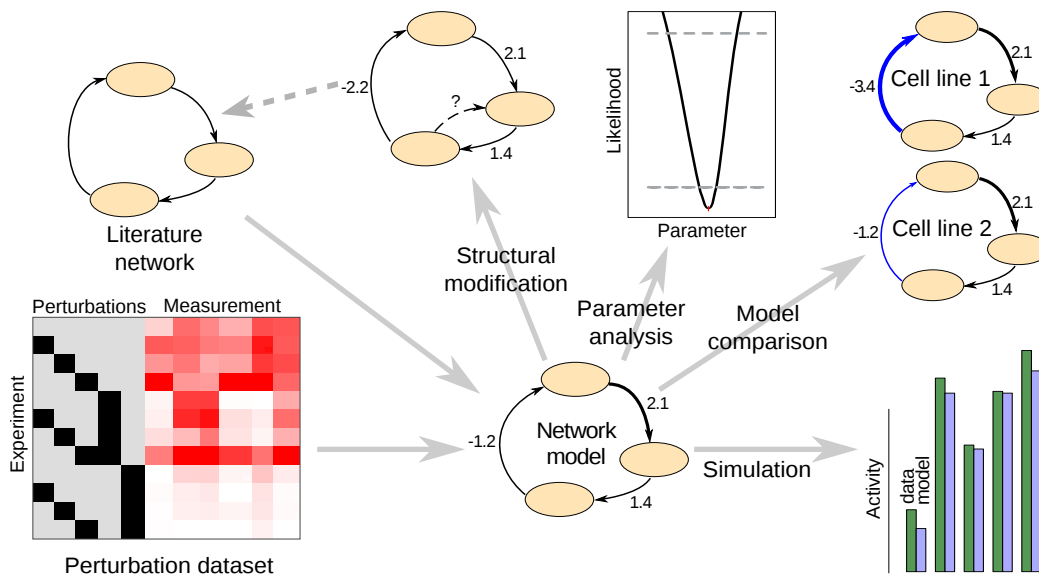 -2.2
2.1
?
1.4
Literature
network
Likelihood
Parameter
Cell line 1
2.1
-3.4
1.4
Cell line 2
2.1
-1.2
1.4
Structural
modification
Parameter
analysis
Model
comparison
Perturbations
Measurement
Experiment
Perturbation dataset
Network
model
2.1
-1.2
1.4
Simulation
Activity
data
model